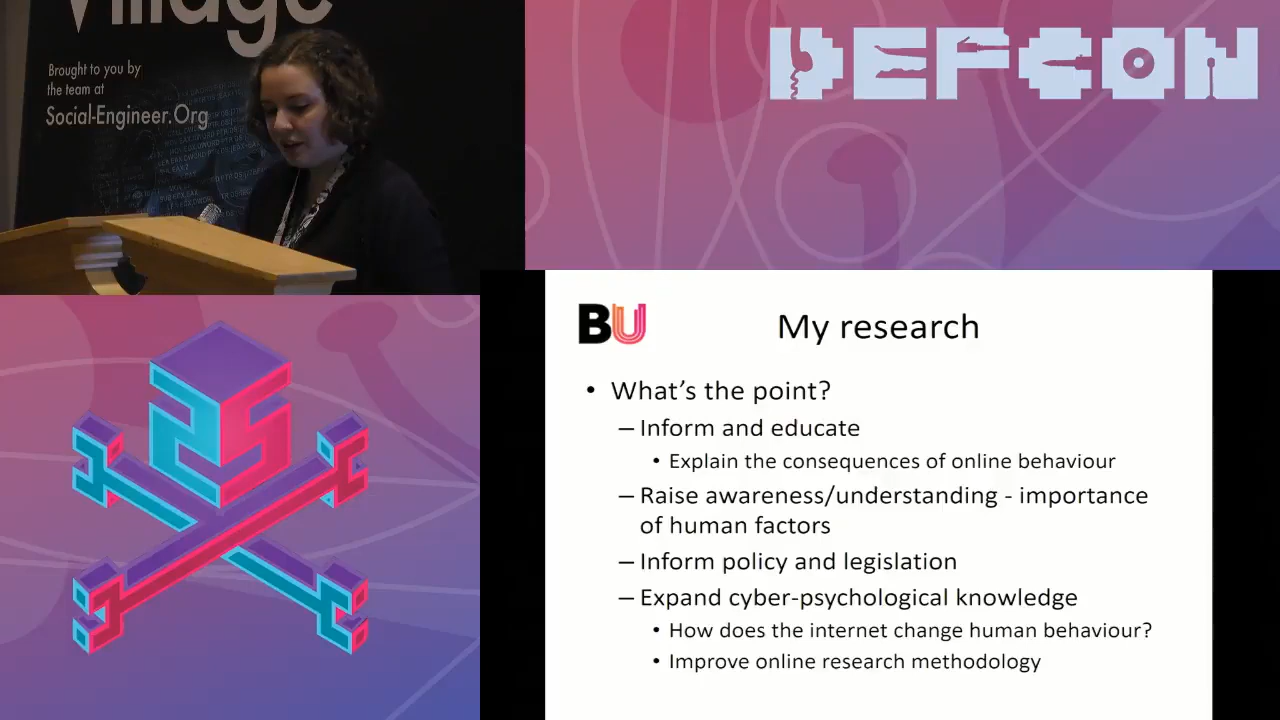 Village
Brought to you by
the team at
Social-Engineer.Org
DEFCON
BU
My research
• What’s the point?
– Inform and educate
• Explain the consequences of online behaviour
– Raise awareness/understanding - importance
of human factors
– Inform policy and legislation
– Expand cyber-psychological knowledge
• How does the internet change human behaviour?
• Improve online research methodology